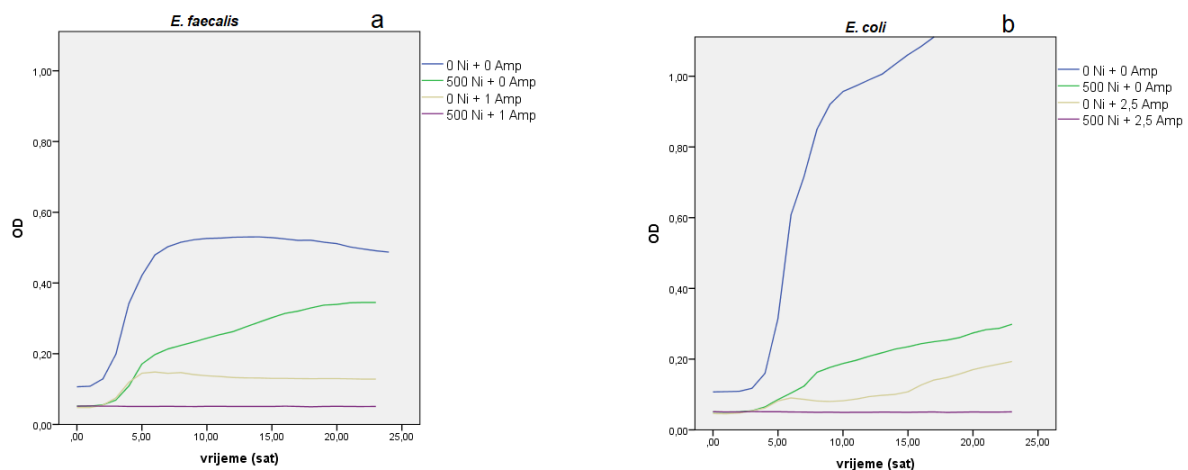 E. faecalis
a
0 Ni + 0 Amp
500 Ni + 0 Amp
0 Ni + 1 Amp
500 Ni + 1 Amp
OD
1,00
0,80
0,60
0,40
0,20
0,00
,00
5,00
10,00
15,00
20,00
25,00
vrijeme (sat)
E. coli
b
0 Ni + 0 Amp
500 Ni + 0 Amp
0 Ni + 2,5 Amp
500 Ni + 2,5 Amp
OD
1,00
0,80
0,60
0,40
0,20
0,00
,00
5,00
10,00
15,00
20,00
25,00
vrijeme (sat)